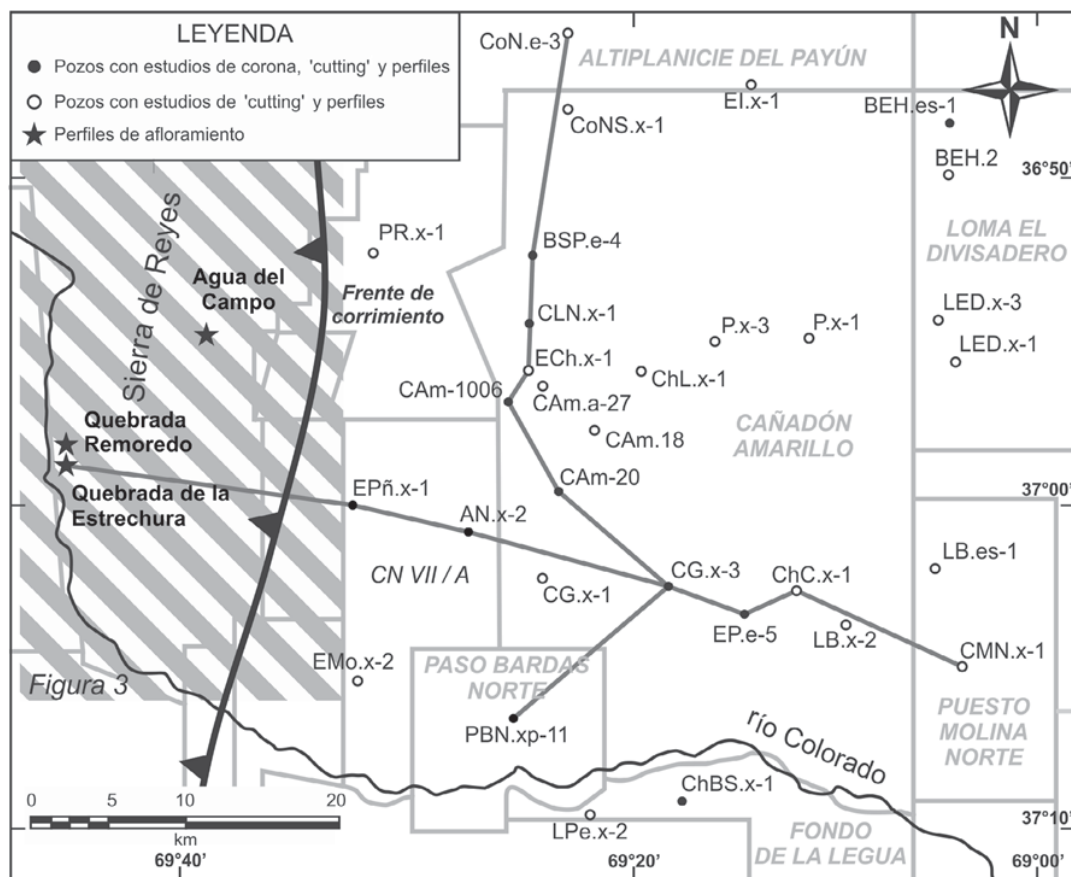 LEYENDA
Pozos con estudios de corona, 'cutting' y perfiles
Pozos con estudios de 'cutting' y perfiles
Perfiles de afloramiento
CoN.e-3
ALTIPLANICIE DEL PAYÚN
N
EI.x-1
CoNS.x-1
BEH.es-1
BEH.2
36°50'
PR.x-1
BSP.e-4
LOMA EL
DIVISADERO
Sierra de Reyes
Agua del
Campo
Frente de
corrimiento
CLN.x-1
P.x-3
P.x-1
LED.x-3
ECh.x-1
LED.x-1
CAm-1006
CAm.a-27
ChL.x-1
CAm.18
CAÑADÓN
AMARILLO
Quebrada
Remoredo
Quebrada de la
Estrechura
CAm-20
EPñ.x-1
37°00'
AN.x-2
LB.es-1
CN VII / A
CG.x-1
CG.x-3
ChC.x-1
EP.e-5
LB.x-2
CMN.x-1
EMo.x-2
PASO BARDAS
NORTE
Figura 3
PBN.xp-11
PUESTO
MOLINA
NORTE
río Colorado
ChBS.x-1
0 5 10 20
km
LPe.x-2
FONDO
DE LA LEGUA
37°10'
69°40'
69°20'
69°00'